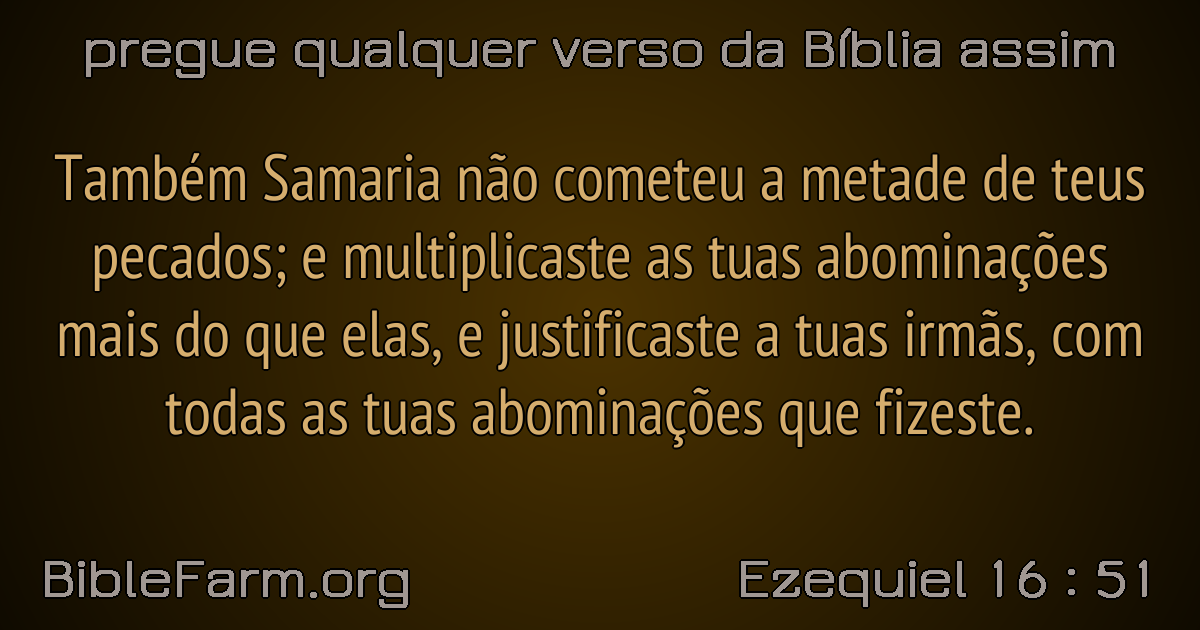 pregue qualquer verso da Bíblia assim
Também Samaria não cometeu a metade de teus
pecados; e multiplicaste as tuas abominações
mais do que elas, e justificaste a tuas irmãs, com
todas as tuas abominações que fizeste.
BibleFarm.org
Ezequiel 16 : 51